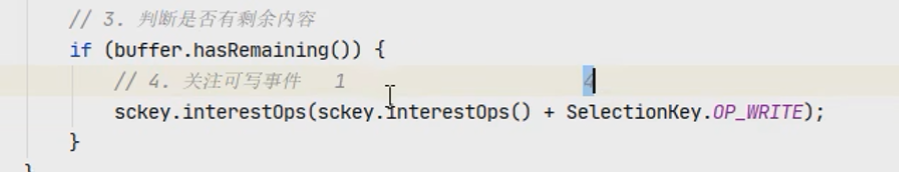 // 3. 判断是否有剩余内容
if (buffer.hasRemaining()) {
// 4. 关注可写事件 1 4
sckey.interestOps(sckey.interestOps() + SelectionKey.OP_WRITE);
}